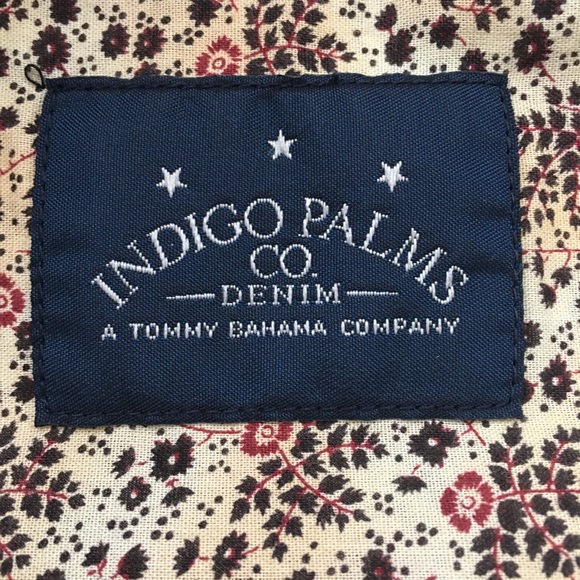 INDIGO PALMS
CO.
DENIM
A TOMMY BAHAMA COMPANY